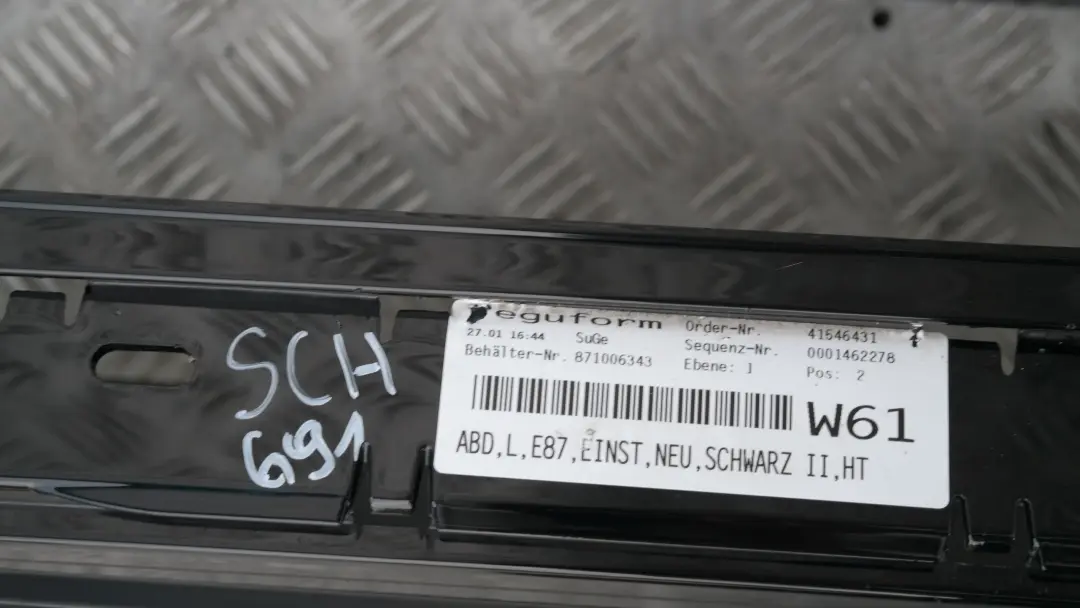 SCH
691
Peguform
27.01 16:44 SuGe
Behälter-Nr. 871006343
Order-Nr. 41546431
Sequenz-Nr. 0001462278
Ebene: 1 Pos: 2
W61
ABD,L,E87,EINST,NEU,SCHWARZ II,HT